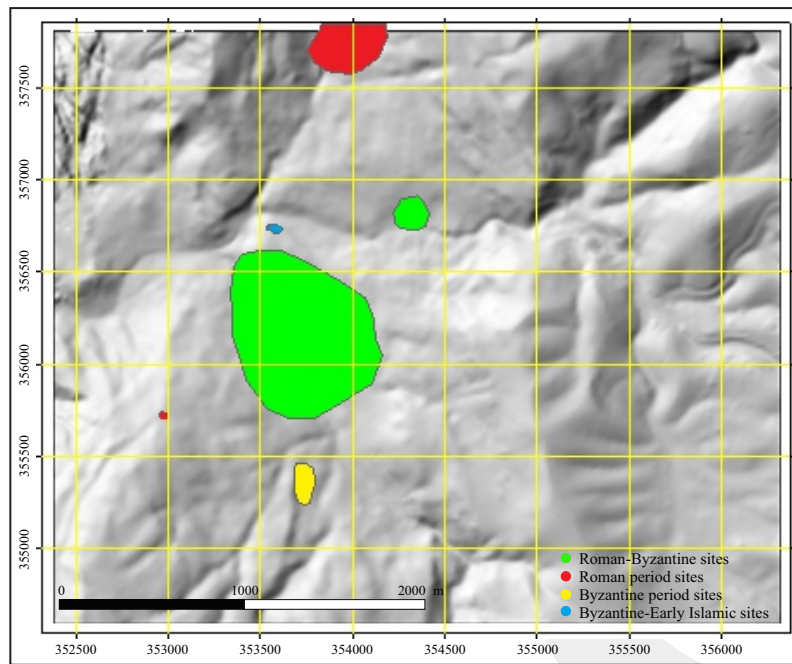 357500
357000
356500
356000
355500
355000
Roman-Byzantine sites
Roman period sites
Byzantine period sites
Byzantine-Early Islamic sites
0 1000 2000 m
352500 353000 353500 354000 354500 355000 355500 356000